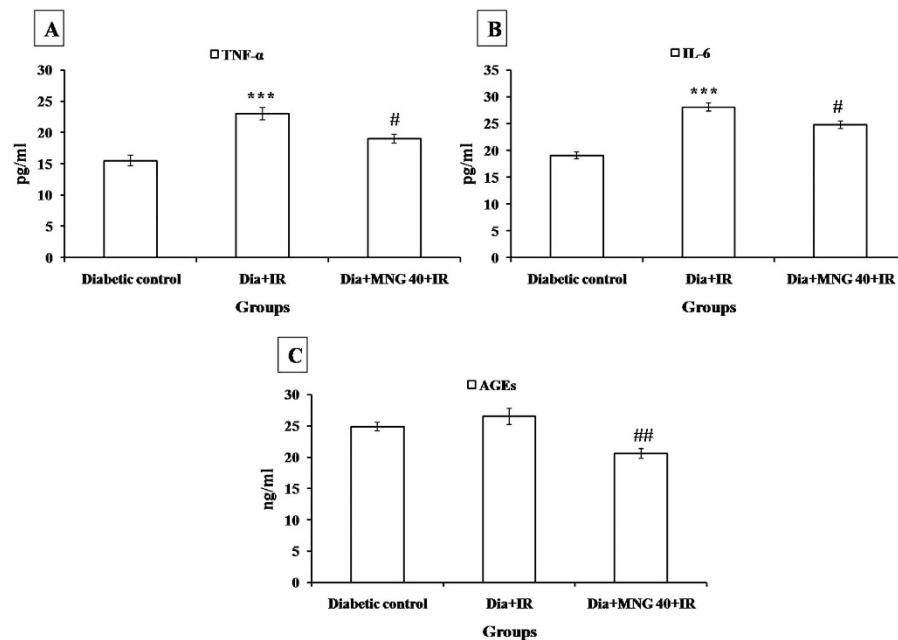 A
TNF-α
30
25
20
15
10
5
0
pg/ml
***
#
Diabetic control Dia+IR Dia+MNG 40+IR
Groups
B
IL-6
35
30
25
20
15
10
5
0
pg/ml
***
#
Diabetic control Dia+IR Dia+MNG 40+IR
Groups
C
AGEs
30
25
20
15
10
5
0
ng/ml
##
Diabetic control Dia+IR Dia+MNG 40+IR
Groups